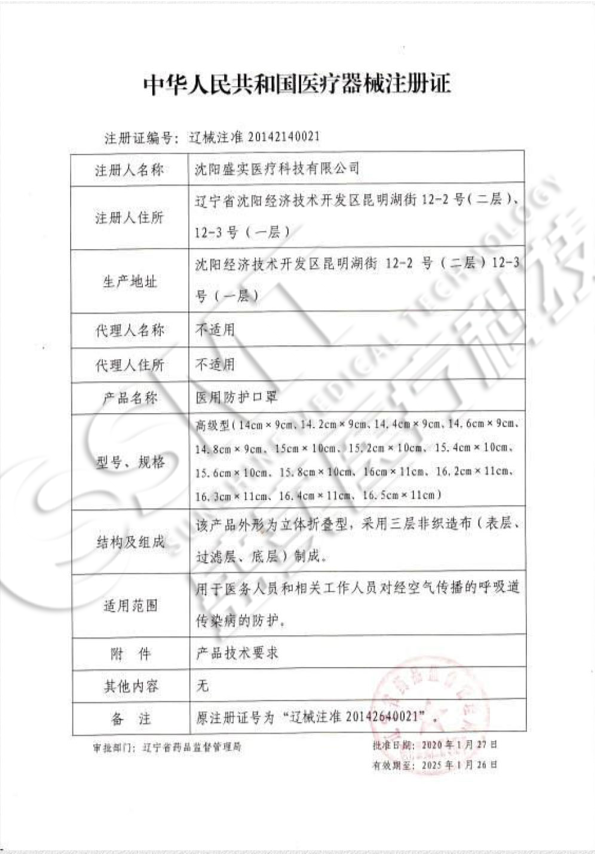 中华人民共和国医疗器械注册证
注册证编号：辽械注准 20142140021
注册人名称 沈阳盛实医疗科技有限公司
注册人住所 辽宁省沈阳经济技术开发区昆明湖街 12-2 号（二层）、
12-3 号（一层）
生产地址 沈阳经济技术开发区昆明湖街 12-2 号（二层）12-3
号（一层）
代理人名称 不适用
代理人住所 不适用
产品名称 医用防护口罩
型号、规格 高级型(14cm×9cm、14.2cm×9cm、14.4cm×9cm、14.6cm×9cm、
14.8cm×9cm、15cm×10cm、15.2cm×10cm、15.4cm×10cm、
15.6cm×10cm、15.8cm×10cm、16cm×11cm、16.2cm×11cm、
16.3cm×11cm、16.4cm×11cm、16.5cm×11cm)
结构及组成 该产品外形为立体折叠型，采用三层非织造布（表层、
过滤层、底层）制成。
适用范围 用于医务人员和相关工作人员对经空气传播的呼吸道
传染病的防护。
附 件 产品技术要求
其他内容 无
备 注 原注册证号为“辽械注准 20142640021”。
审批部门：辽宁省药品监督管理局 批准日期：2020 年 1 月 27 日
有效期至：2025 年 1 月 26 日
MEDICAL TECHNOLOGY
医疗科技